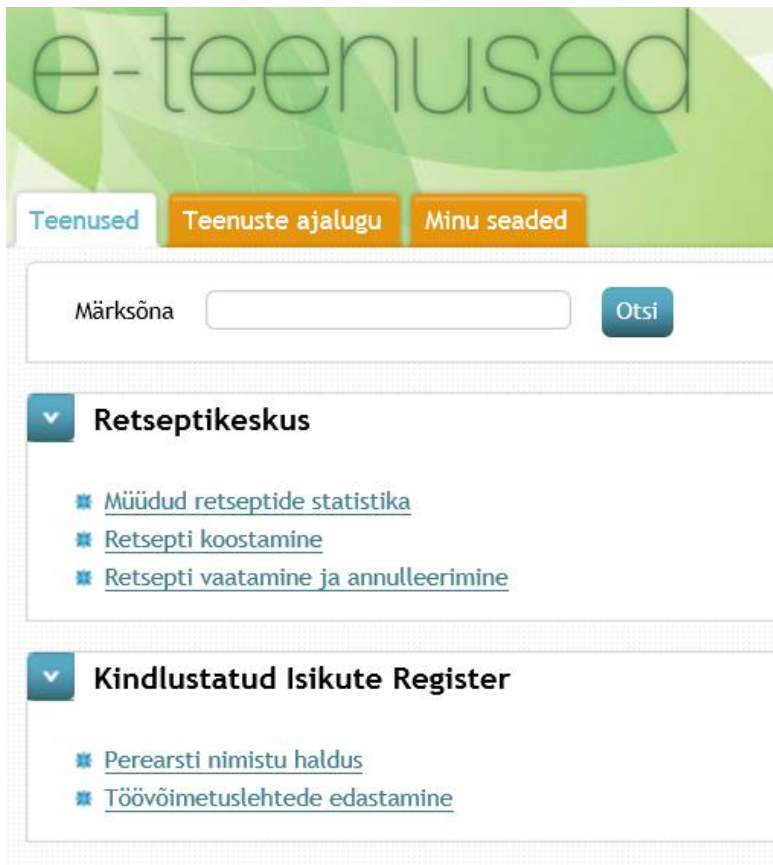 e-teenused
Teenused Teenuste ajalugu Minu seaded
Märksõna Otsi
Retseptikeskus
Müüdud retseptide statistika
Retsepti koostamine
Retsepti vaatamine ja annulleerimine
Kindlustatud Isikute Register
Perearsti nimistu haldus
Töövõimetuslehtede edastamine